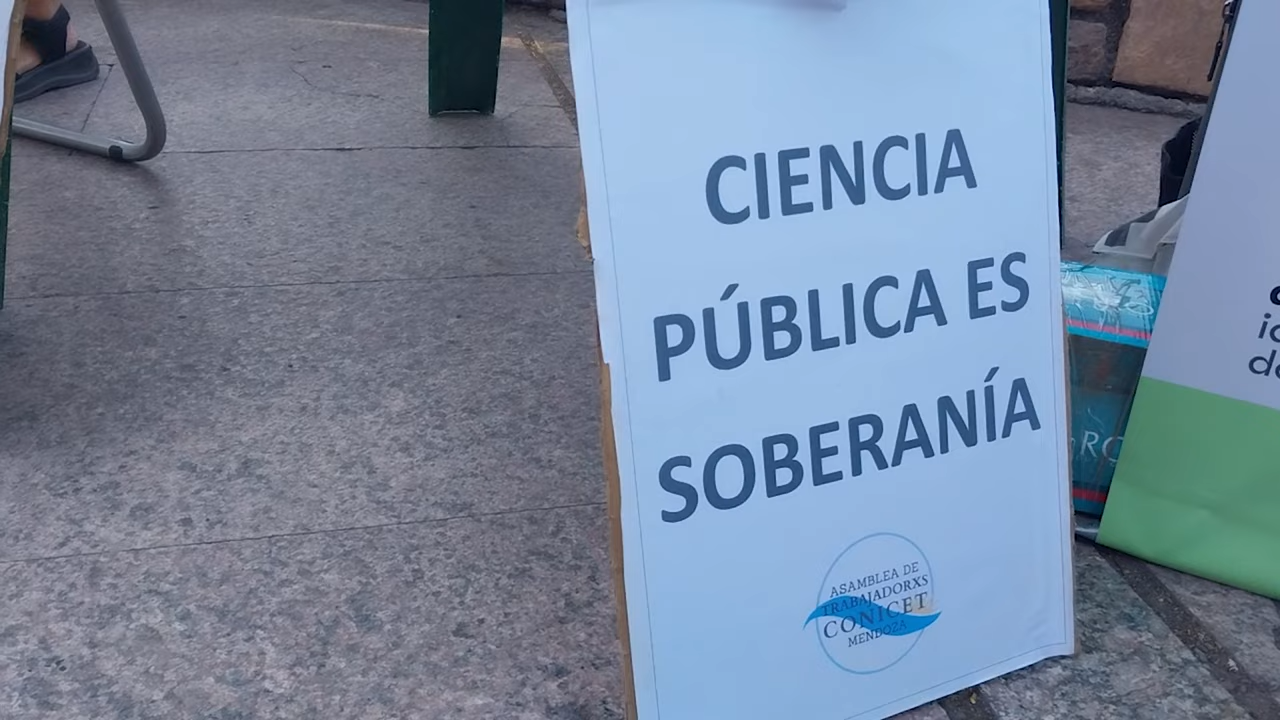 CIENCIA
PÚBLICA ES
SOBERANÍA
ASAMBLEA DE
TRABAJADORXS
CONICET
MENDOZA